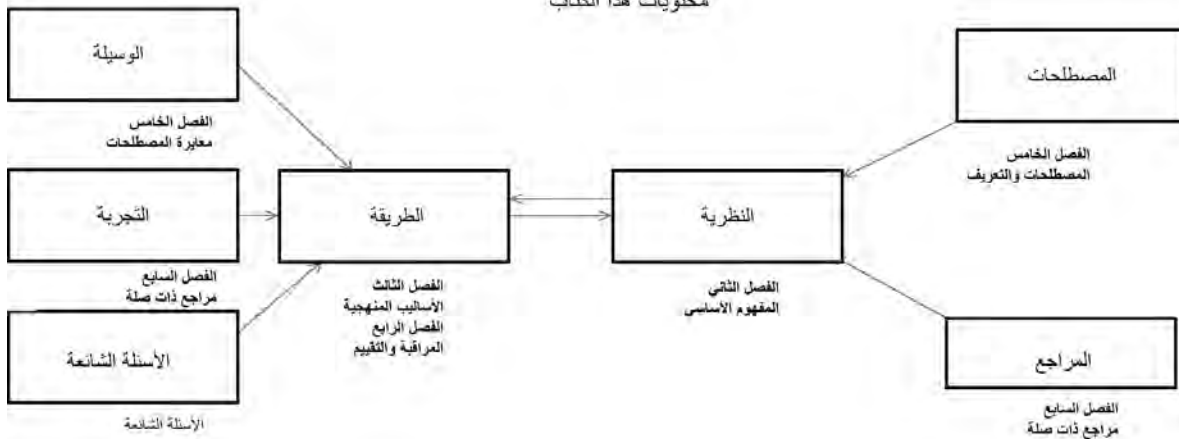 محتويات هذا الكتاب
المصطلحات
الفصل الخامس
المصطلحات والتعريف
المراجع
الفصل السابع
مراجع ذات صلة
النظرية
الفصل الثاني
المفهوم الأساسي
الطريقة
الفصل الثالث
الأساليب المنهجية
الفصل الرابع
المراقبة والتقييم
الوسيلة
الفصل الخامس
معايرة المصطلحات
التجربة
الفصل السابع
مراجع ذات صلة
الأسئلة الشائعة
الأسئلة الشائعة